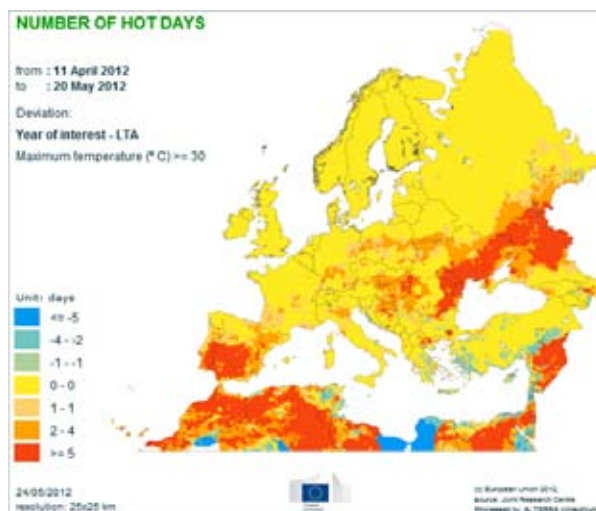 NUMBER OF HOT DAYS
from : 11 April 2012
to : 20 May 2012
Deviation:
Year of interest - LTA
Maximum temperature (° C) >= 30
Unit: days
<= -5
-4 - -2
-1 - -1
0 - 0
1 - 1
2 - 4
>= 5
24/05/2012
resolution: 25x25 km
(c) European Union 2012,
source: Joint Research Centre
Processed by